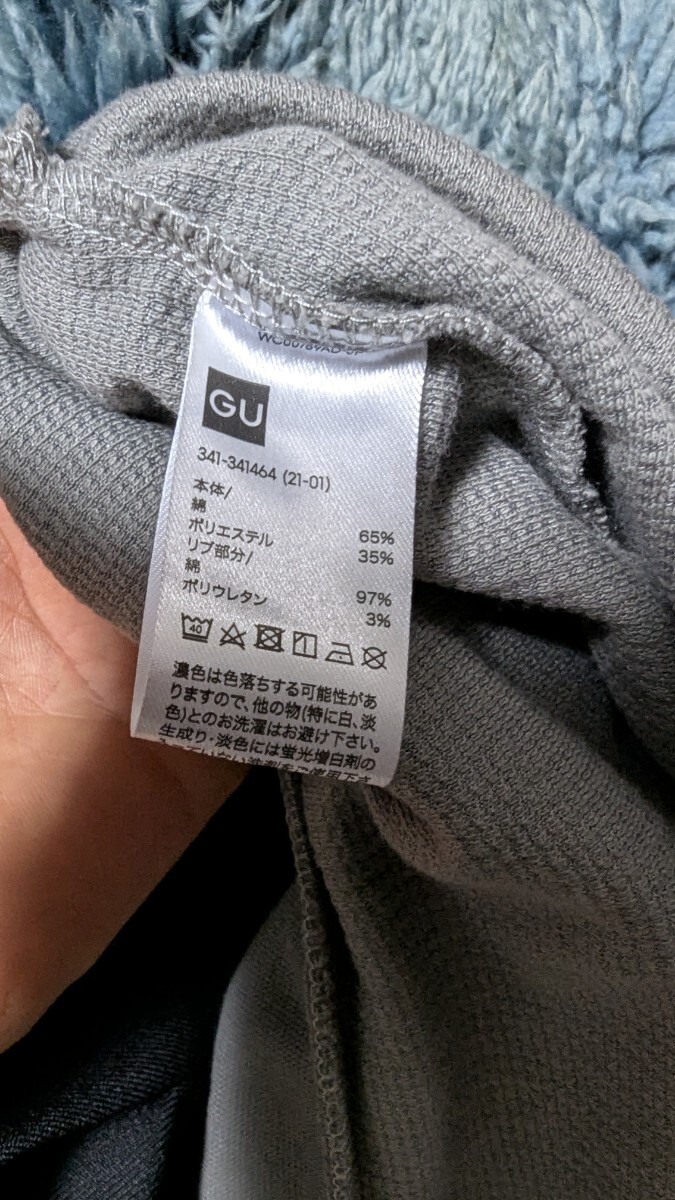 GU
341-341464 (21-01)
本体/
綿 65%
ポリエステル 35%
リブ部分/
綿 97%
ポリウレタン 3%
40
濃色は色落ちする可能性があ
りますので、他の物(特に白、淡
色)とのお洗濯はお避け下さい。
生成り・淡色には蛍光増白剤の